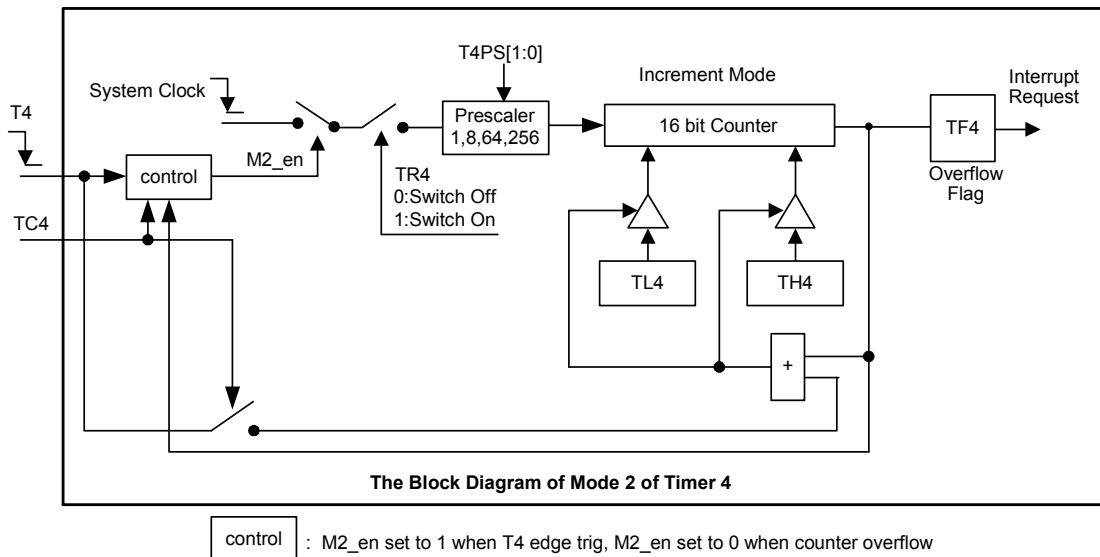 T4PS[1:0]
Increment Mode
Interrupt
Request
System Clock
T4
Prescaler
1,8,64,256
16 bit Counter
TF4
M2_en
control
TR4
0:Switch Off
1:Switch On
Overflow
Flag
TC4
TL4
TH4
+
The Block Diagram of Mode 2 of Timer 4
control : M2_en set to 1 when T4 edge trig, M2_en set to 0 when counter overflow